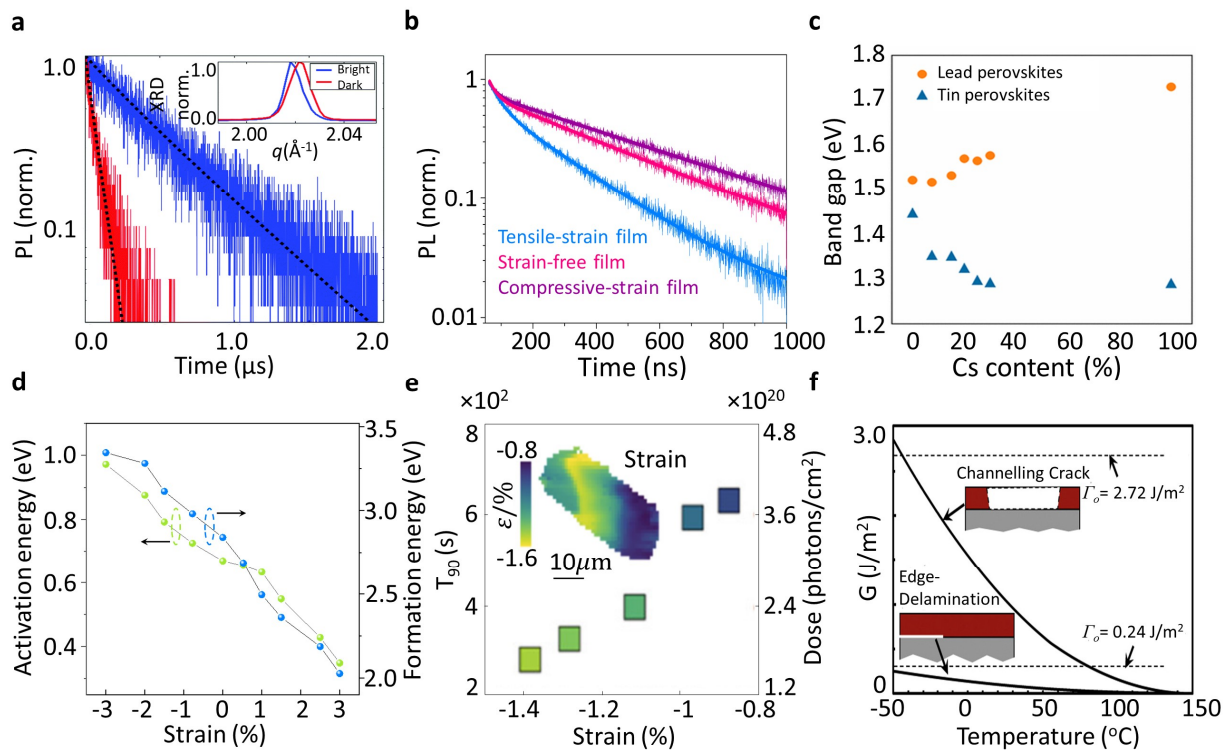 a
1.0
0.1
PL (norm.)
XRD
norm.
1.0
0.0
Bright
Dark
2.00
2.04
q(Å⁻¹)
0.0
1.0
2.0
Time (µs)
b
1
0.1
0.01
PL (norm.)
Tensile-strain film
Strain-free film
Compressive-strain film
200
400
600
800
1000
Time (ns)
c
1.8
1.7
1.6
1.5
1.4
1.3
1.2
Band gap (eV)
Lead perovskites
Tin perovskites
0
20
40
60
80
100
Cs content (%)
d
1.0
0.8
0.6
0.4
Activation energy (eV)
3.5
3.0
2.5
2.0
Formation energy (eV)
-3
-2
-1
0
1
2
3
Strain (%)
e
×10²
×10²⁰
8
6
4
2
T₉₀ (s)
-0.8
ε/%
-1.6
Strain
10µm
4.8
3.6
2.4
1.2
Dose (photons/cm²)
-1.4
-1.2
-1
-0.8
Strain (%)
f
3.0
0
G (J/m²)
Channelling Crack
Γₒ= 2.72 J/m²
Edge-
Delamination
Γₒ= 0.24 J/m²
-50
0
50
100
150
Temperature (°C)